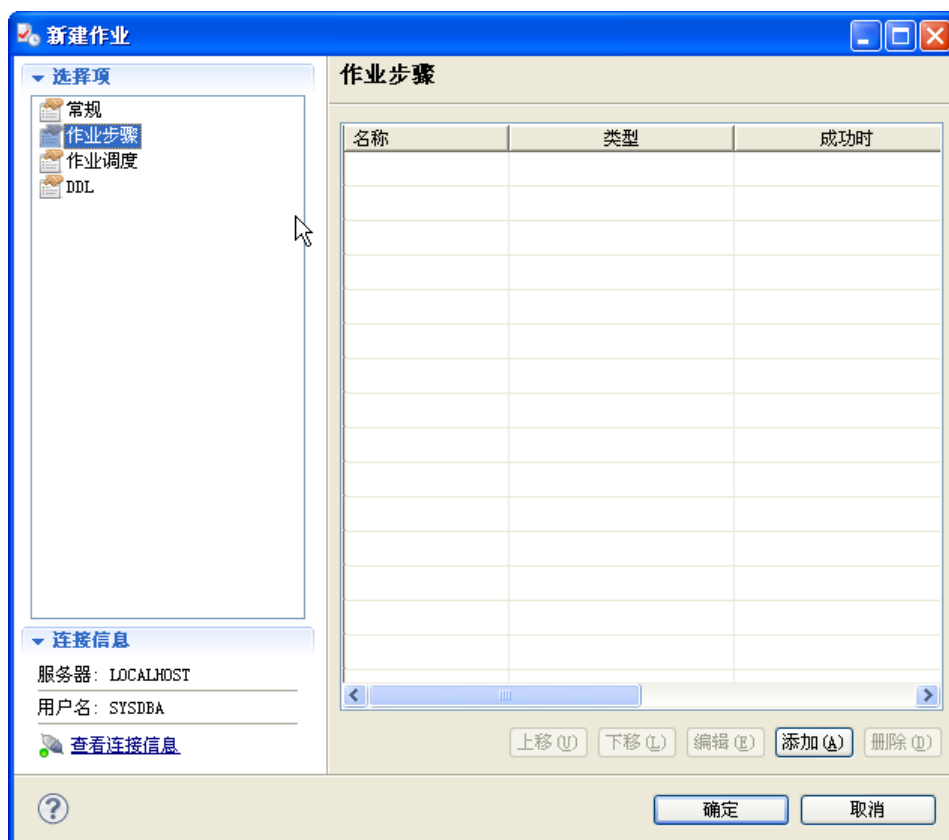 新建作业
选择项
常规
作业步骤
作业调度
DDL
连接信息
服务器: LOCALHOST
用户名: SYSDBA
查看连接信息
作业步骤
名称 类型 成功时
上移(U) 下移(L) 编辑(E) 添加(A) 删除(D)
确定 取消